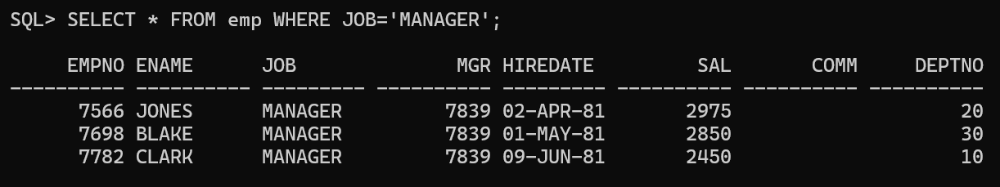 SQL> SELECT * FROM emp WHERE JOB='MANAGER';
     EMPNO ENAME      JOB              MGR HIREDATE         SAL       COMM     DEPTNO
---------- ---------- --------- ---------- --------- ---------- ---------- ----------
      7566 JONES      MANAGER         7839 02-APR-81       2975                    20
      7698 BLAKE      MANAGER         7839 01-MAY-81       2850                    30
      7782 CLARK      MANAGER         7839 09-JUN-81       2450                    10